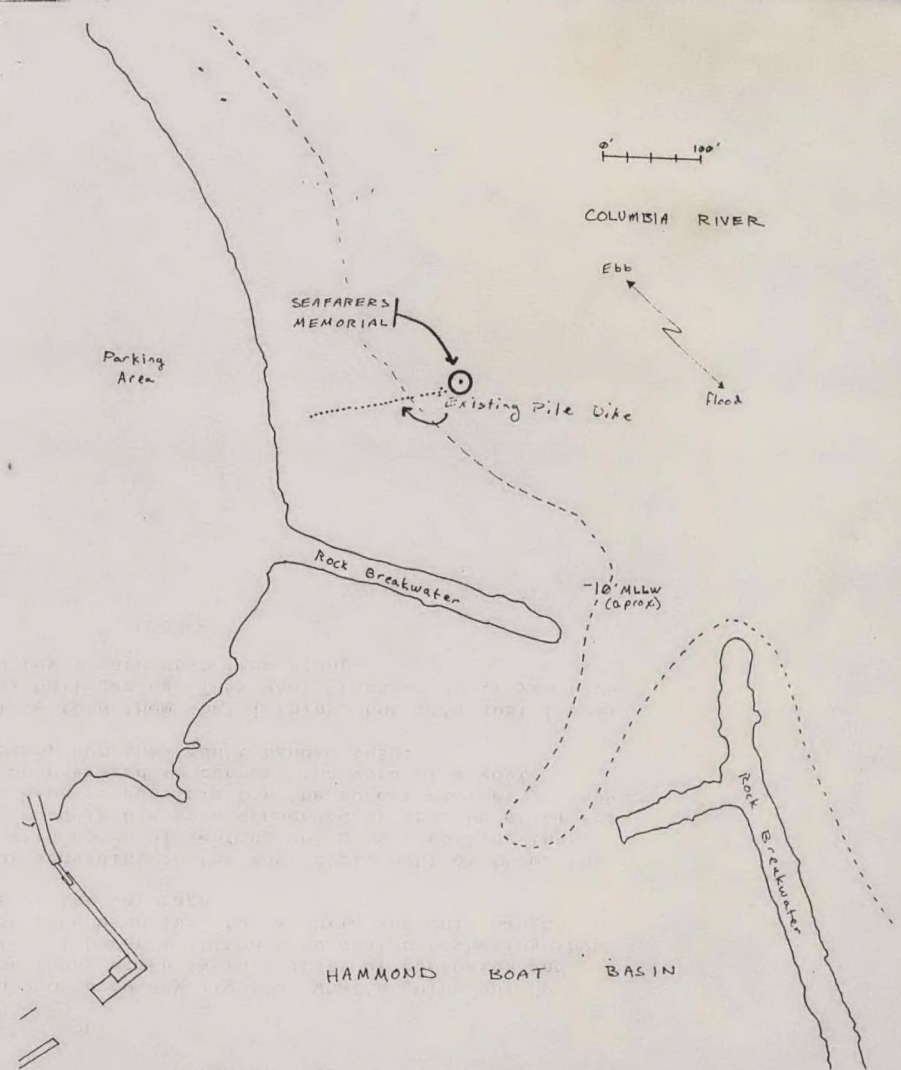 0' 100'
COLUMBIA RIVER
Ebb
flood
SEAFARERS
MEMORIAL
Parking
Area
Existing Pile Dike
Rock Breakwater
-10' MLLW
(aprox.)
Rock Breakwater
HAMMOND BOAT BASIN